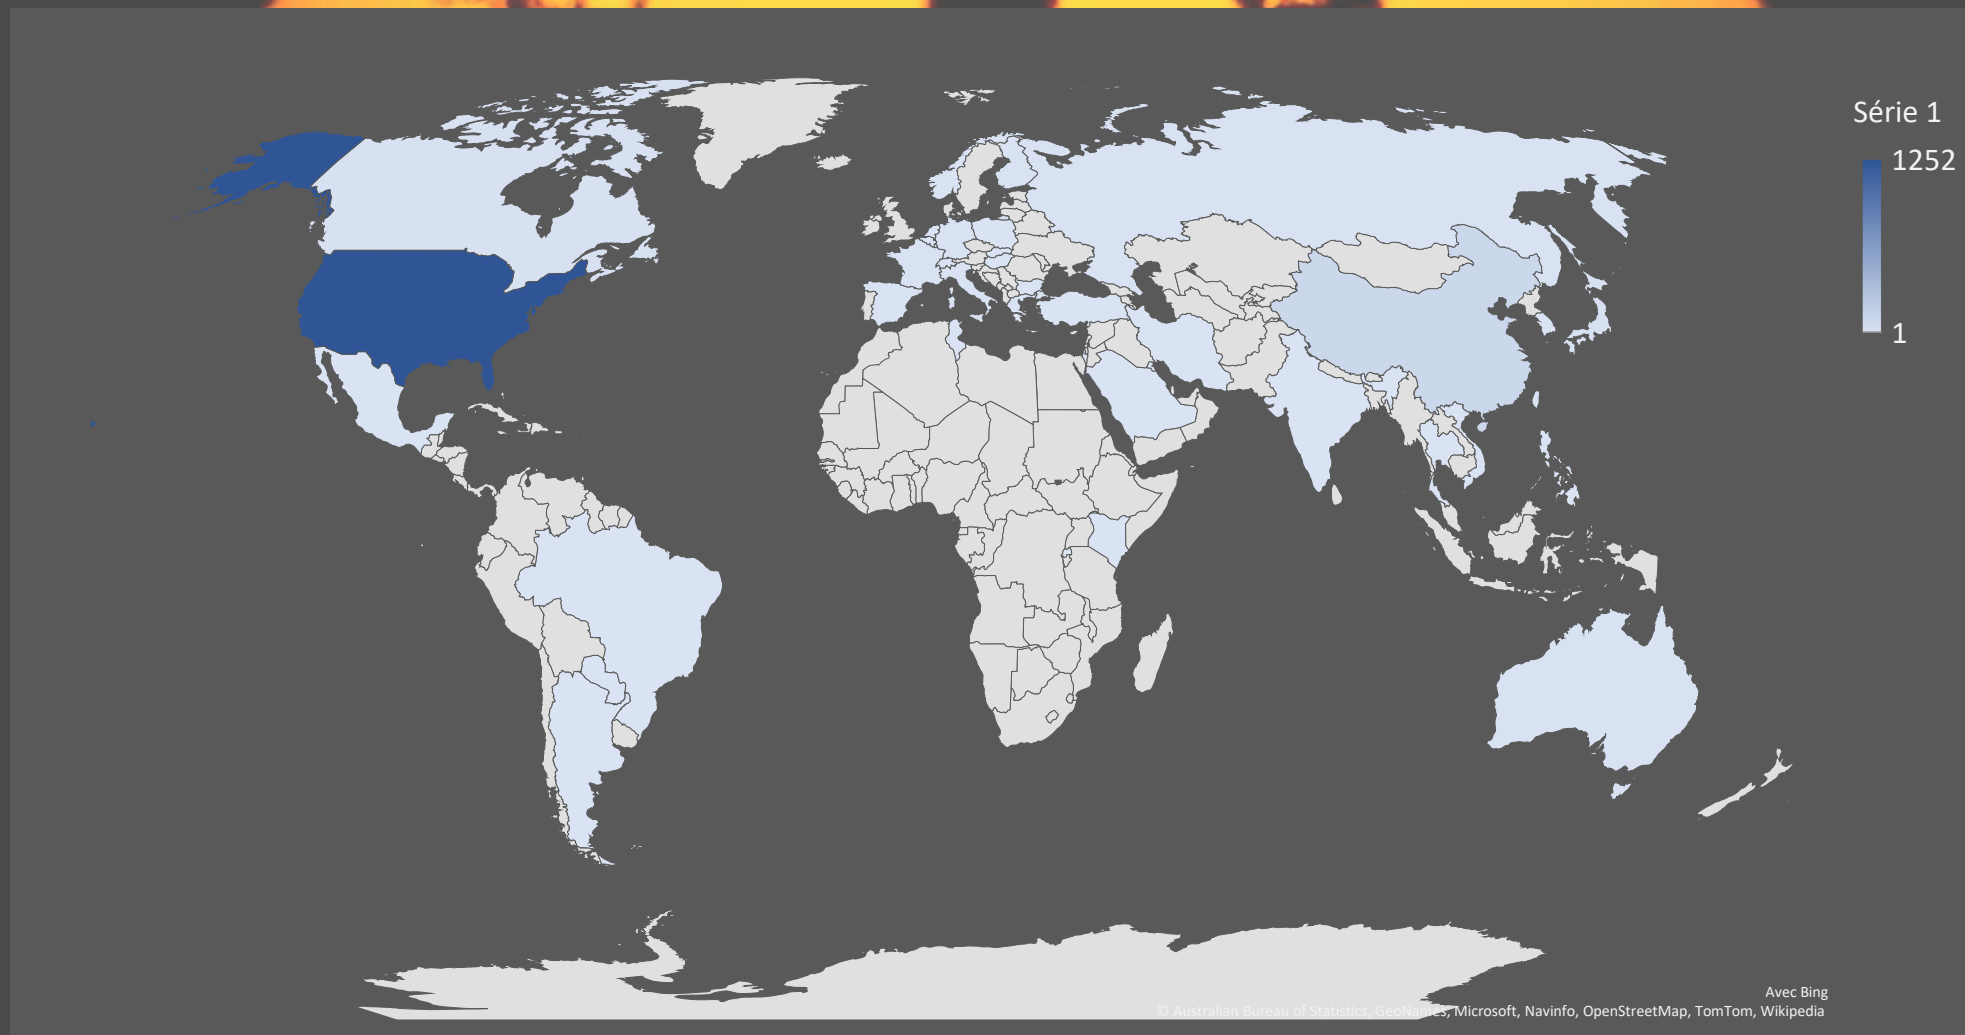 Série 1
1252
1
Avec Bing
© Australian Bureau of Statistics, GeoNames, Microsoft, Navinfo, OpenStreetMap, TomTom, Wikipedia